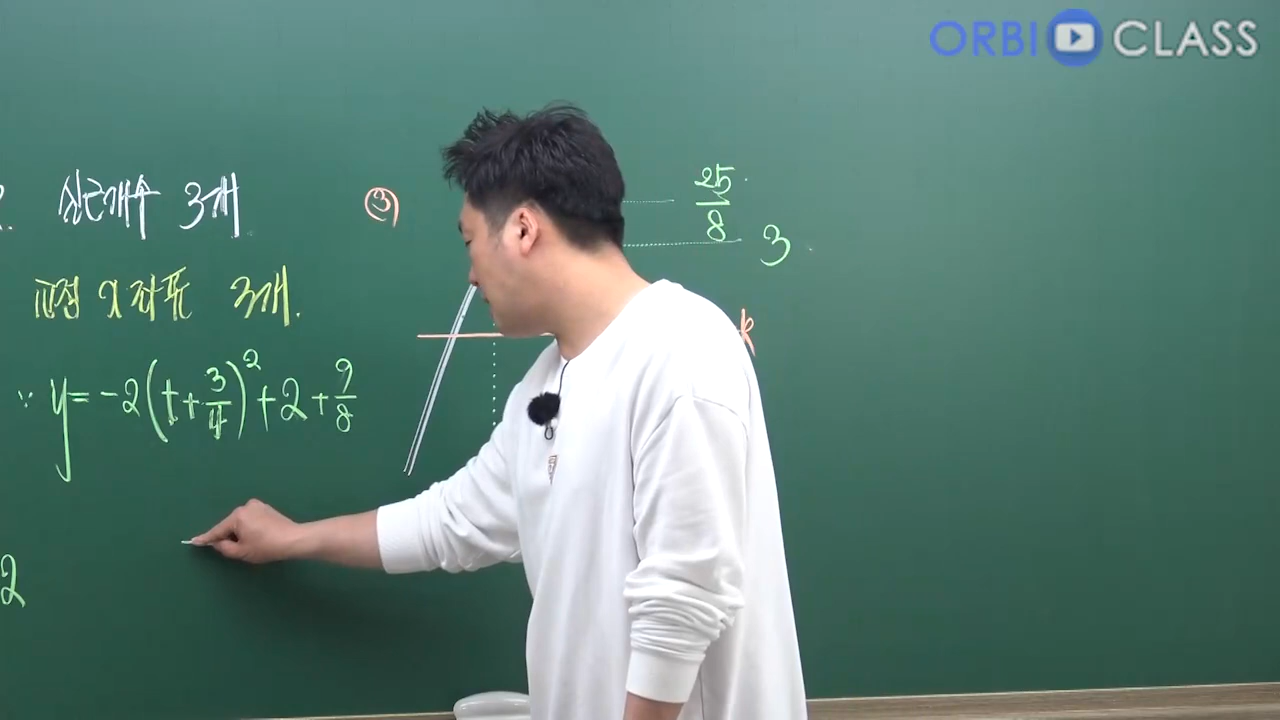 ORBI CLASS
실근개수 3개.
교점 x좌표 3개.
∵ y=-2(t+3/4)²+2+9/8
2
③
25/8
3
k